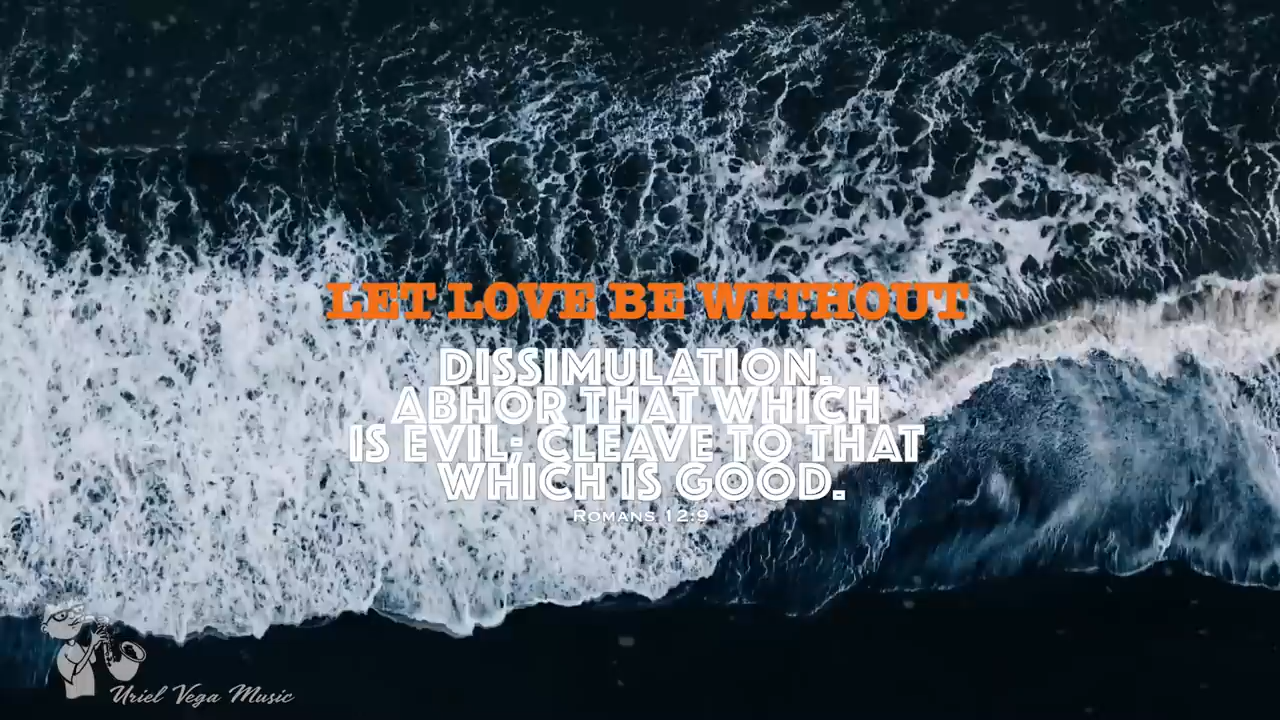 LET LOVE BE WITHOUT
DISSIMULATION.
ABHOR THAT WHICH
IS EVIL; CLEAVE TO THAT
WHICH IS GOOD.
Romans 12:9
Uriel Vega Music